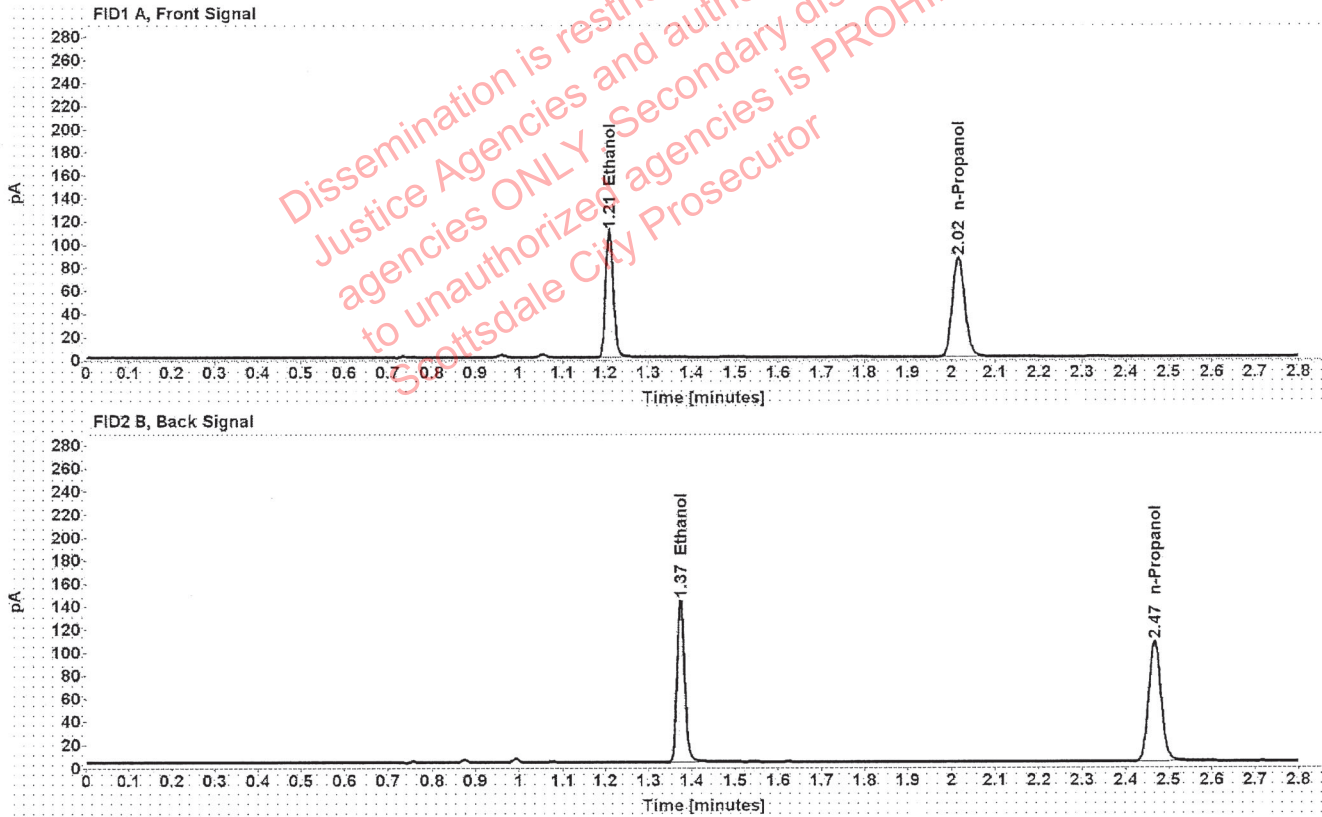 FID1 A, Front Signal
280
260
240
220
200
180
160
140
120
100
80
60
40
20
0
pA
1.21 Ethanol
2.02 n-Propanol
0 0.1 0.2 0.3 0.4 0.5 0.6 0.7 0.8 0.9 1 1.1 1.2 1.3 1.4 1.5 1.6 1.7 1.8 1.9 2 2.1 2.2 2.3 2.4 2.5 2.6 2.7 2.8
Time [minutes]
Dissemination is
Justice Agencies and
agencies ONLY. Secondary
to unauthorized agencies is
Scottsdale City Prosecutor
FID2 B, Back Signal
280
260
240
220
200
180
160
140
120
100
80
60
40
20
0
pA
1.37 Ethanol
2.47 n-Propanol
0 0.1 0.2 0.3 0.4 0.5 0.6 0.7 0.8 0.9 1 1.1 1.2 1.3 1.4 1.5 1.6 1.7 1.8 1.9 2 2.1 2.2 2.3 2.4 2.5 2.6 2.7 2.8
Time [minutes]